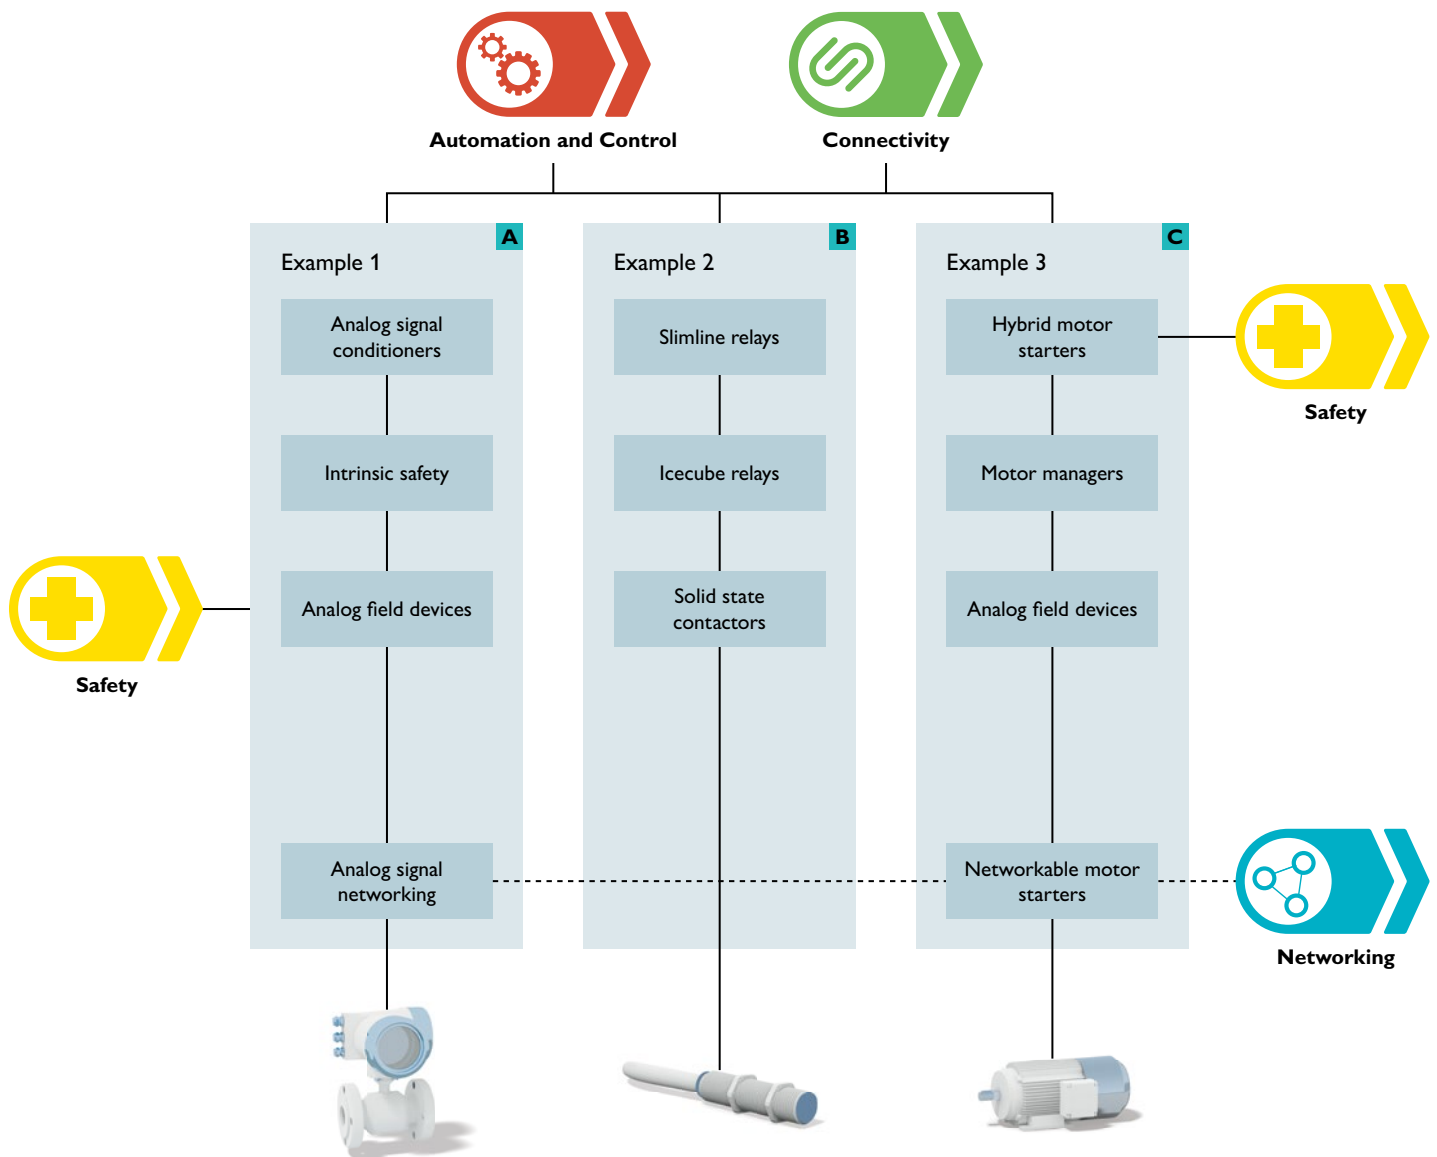 Automation and Control
Connectivity
A
Example 1
Analog signal
conditioners
Intrinsic safety
Analog field devices
Analog signal
networking
B
Example 2
Slimline relays
Icecube relays
Solid state
contactors
C
Example 3
Hybrid motor
starters
Motor managers
Analog field devices
Networkable motor
starters
Safety
Safety
Networking